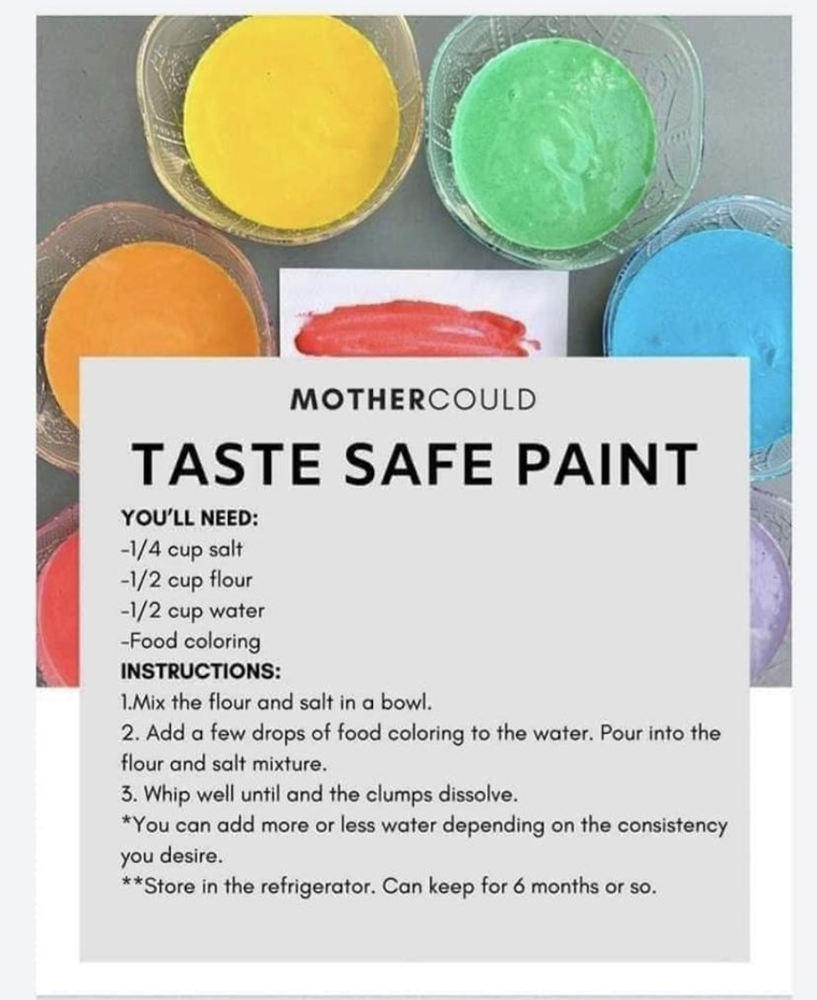 MOTHERCOULD
TASTE SAFE PAINT
YOU'LL NEED:
-1/4 cup salt
-1/2 cup flour
-1/2 cup water
-Food coloring
INSTRUCTIONS:
1.Mix the flour and salt in a bowl.
2. Add a few drops of food coloring to the water. Pour into the
flour and salt mixture.
3. Whip well until and the clumps dissolve.
*You can add more or less water depending on the consistency
you desire.
**Store in the refrigerator. Can keep for 6 months or so.